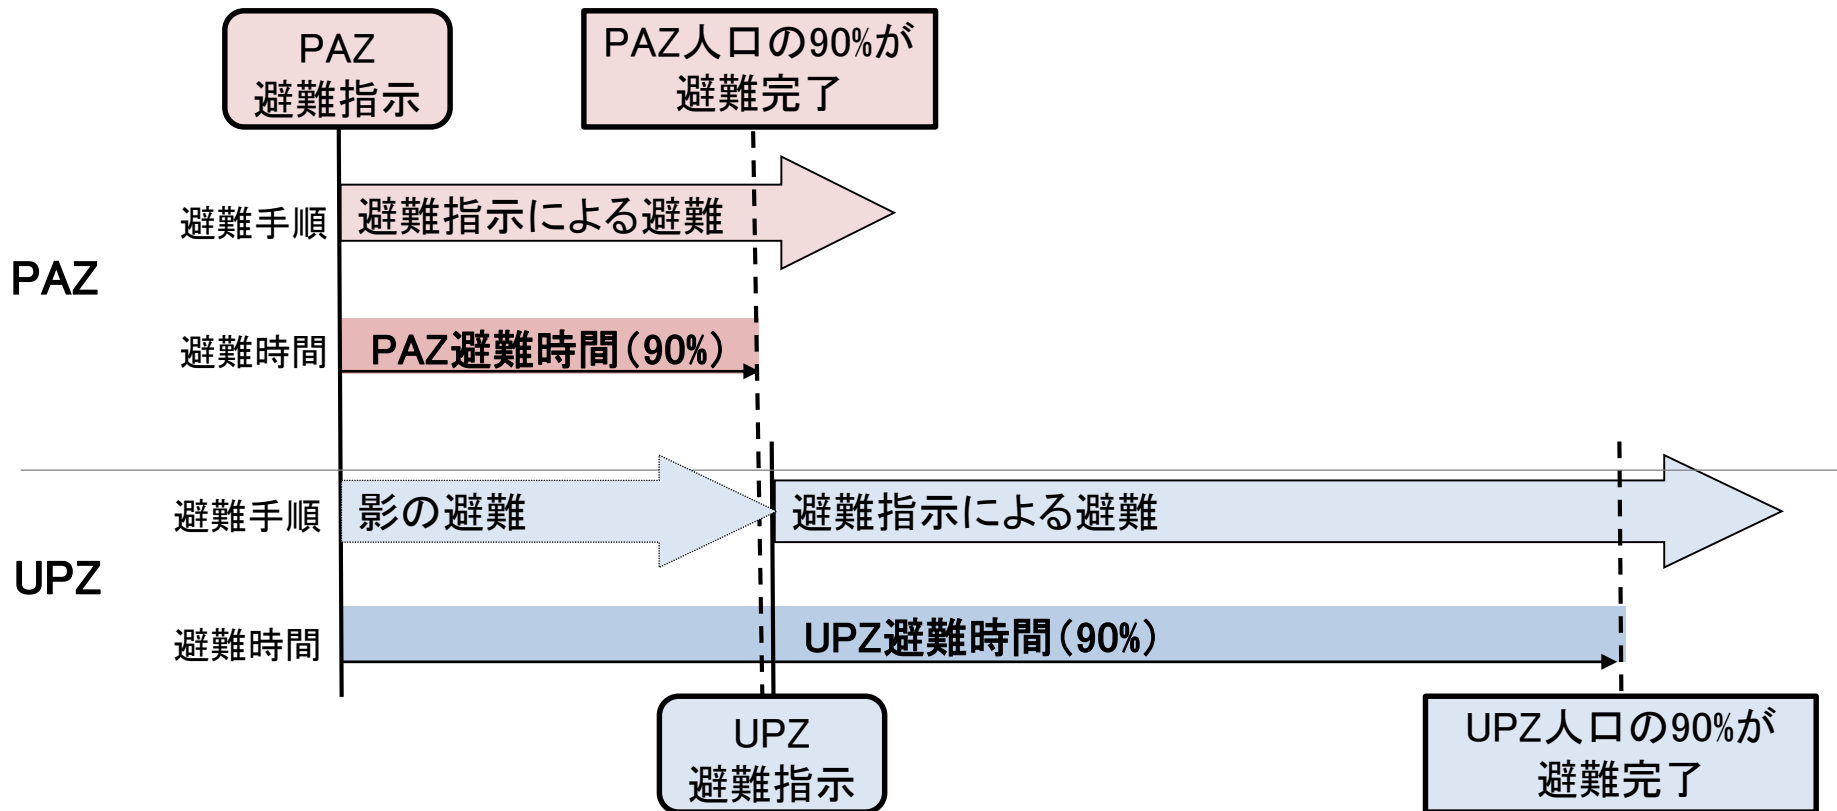 PAZ
避難指示
PAZ人口の90%が
避難完了
避難手順
避難指示による避難
PAZ
避難時間
PAZ避難時間(90%)
避難手順
影の避難
避難指示による避難
UPZ
避難時間
UPZ避難時間(90%)
UPZ
避難指示
UPZ人口の90%が
避難完了